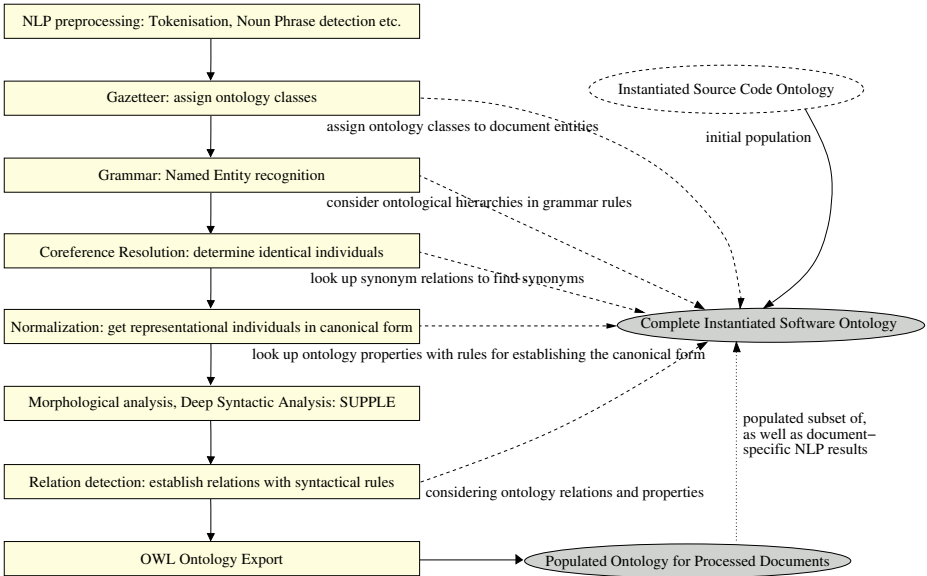 NLP preprocessing: Tokenisation, Noun Phrase detection etc.
Gazetteer: assign ontology classes
Instantiated Source Code Ontology
assign ontology classes to document entities
initial population
Grammar: Named Entity recognition
consider ontological hierarchies in grammar rules
Coreference Resolution: determine identical individuals
look up synonym relations to find synonyms
Normalization: get representational individuals in canonical form
Complete Instantiated Software Ontology
look up ontology properties with rules for establishing the canonical form
Morphological analysis, Deep Syntactic Analysis: SUPPLE
populated subset of,
as well as document−
specific NLP results
Relation detection: establish relations with syntactical rules
considering ontology relations and properties
OWL Ontology Export
Populated Ontology for Processed Documents